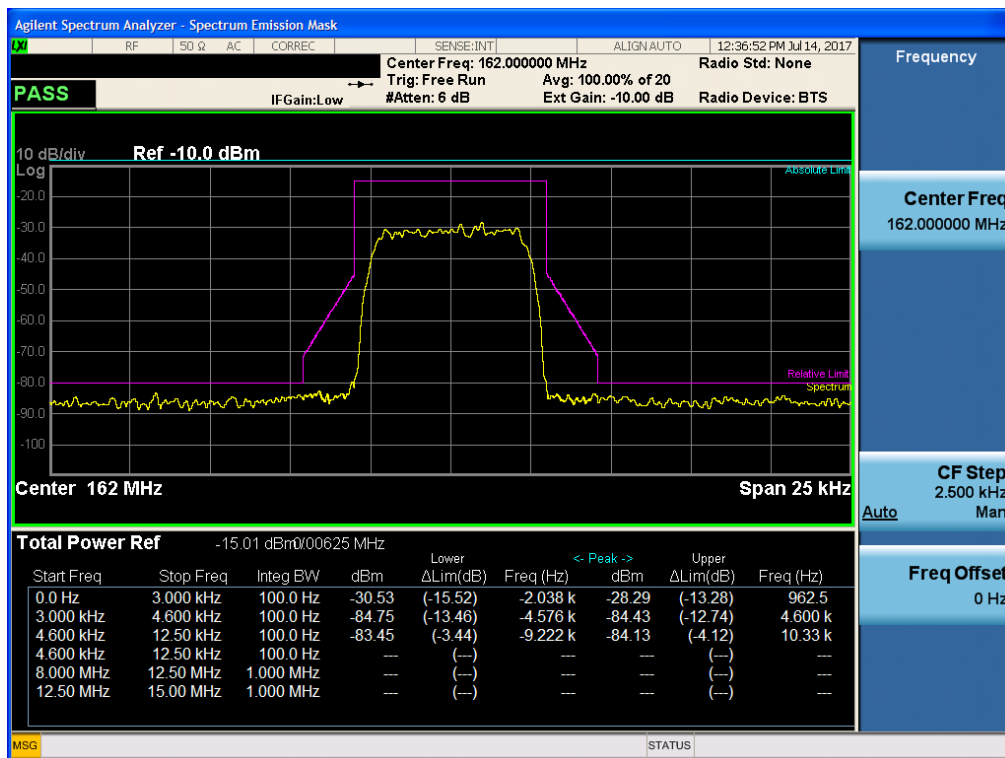 Agilent Spectrum Analyzer - Spectrum Emission Mask
LXI RF 50 Ω AC CORREC SENSE:INT ALIGN AUTO 12:36:52 PM Jul 14, 2017
Center Freq: 162.000000 MHz Radio Std: None
Trig: Free Run Avg: 100.00% of 20
PASS IFGain:Low #Atten: 6 dB Ext Gain: -10.00 dB Radio Device: BTS
10 dB/div Ref -10.0 dBm
Log Absolute Limit
-20.0
-30.0
-40.0
-50.0
-60.0
-70.0
-80.0 Relative Limit
Spectrum
-90.0
-100
Center 162 MHz Span 25 kHz
Total Power Ref -15.01 dBm/0.00625 MHz
Lower <- Peak -> Upper
Start Freq Stop Freq Integ BW dBm ΔLim(dB) Freq (Hz) dBm ΔLim(dB) Freq (Hz)
0.0 Hz 3.000 kHz 100.0 Hz -30.53 (-15.52) -2.038 k -28.29 (-13.28) 962.5
3.000 kHz 4.600 kHz 100.0 Hz -84.75 (-13.46) -4.576 k -84.43 (-12.74) 4.600 k
4.600 kHz 12.50 kHz 100.0 Hz -83.45 (-3.44) -9.222 k -84.13 (-4.12) 10.33 k
4.600 kHz 12.50 kHz 100.0 Hz --- (---) --- --- (---) ---
8.000 MHz 12.50 MHz 1.000 MHz --- (---) --- --- (---) ---
12.50 MHz 15.00 MHz 1.000 MHz --- (---) --- --- (---) ---
MSG STATUS
Frequency
Center Freq
162.000000 MHz
CF Step
2.500 kHz
Auto Man
Freq Offset
0 Hz